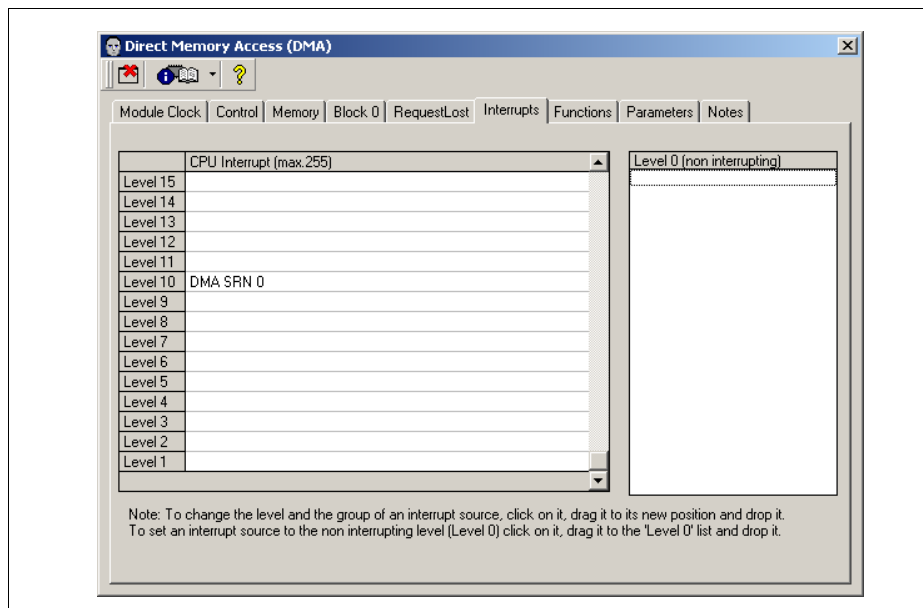 Direct Memory Access (DMA)
Module Clock Control Memory Block 0 RequestLost Interrupts Functions Parameters Notes
CPU Interrupt (max.255)
Level 0 (non interrupting)
Level 15
Level 14
Level 13
Level 12
Level 11
Level 10 DMA SRN 0
Level 9
Level 8
Level 7
Level 6
Level 5
Level 4
Level 3
Level 2
Level 1
Note: To change the level and the group of an interrupt source, click on it, drag it to its new position and drop it.
To set an interrupt source to the non interrupting level (Level 0) click on it, drag it to the 'Level 0' list and drop it.